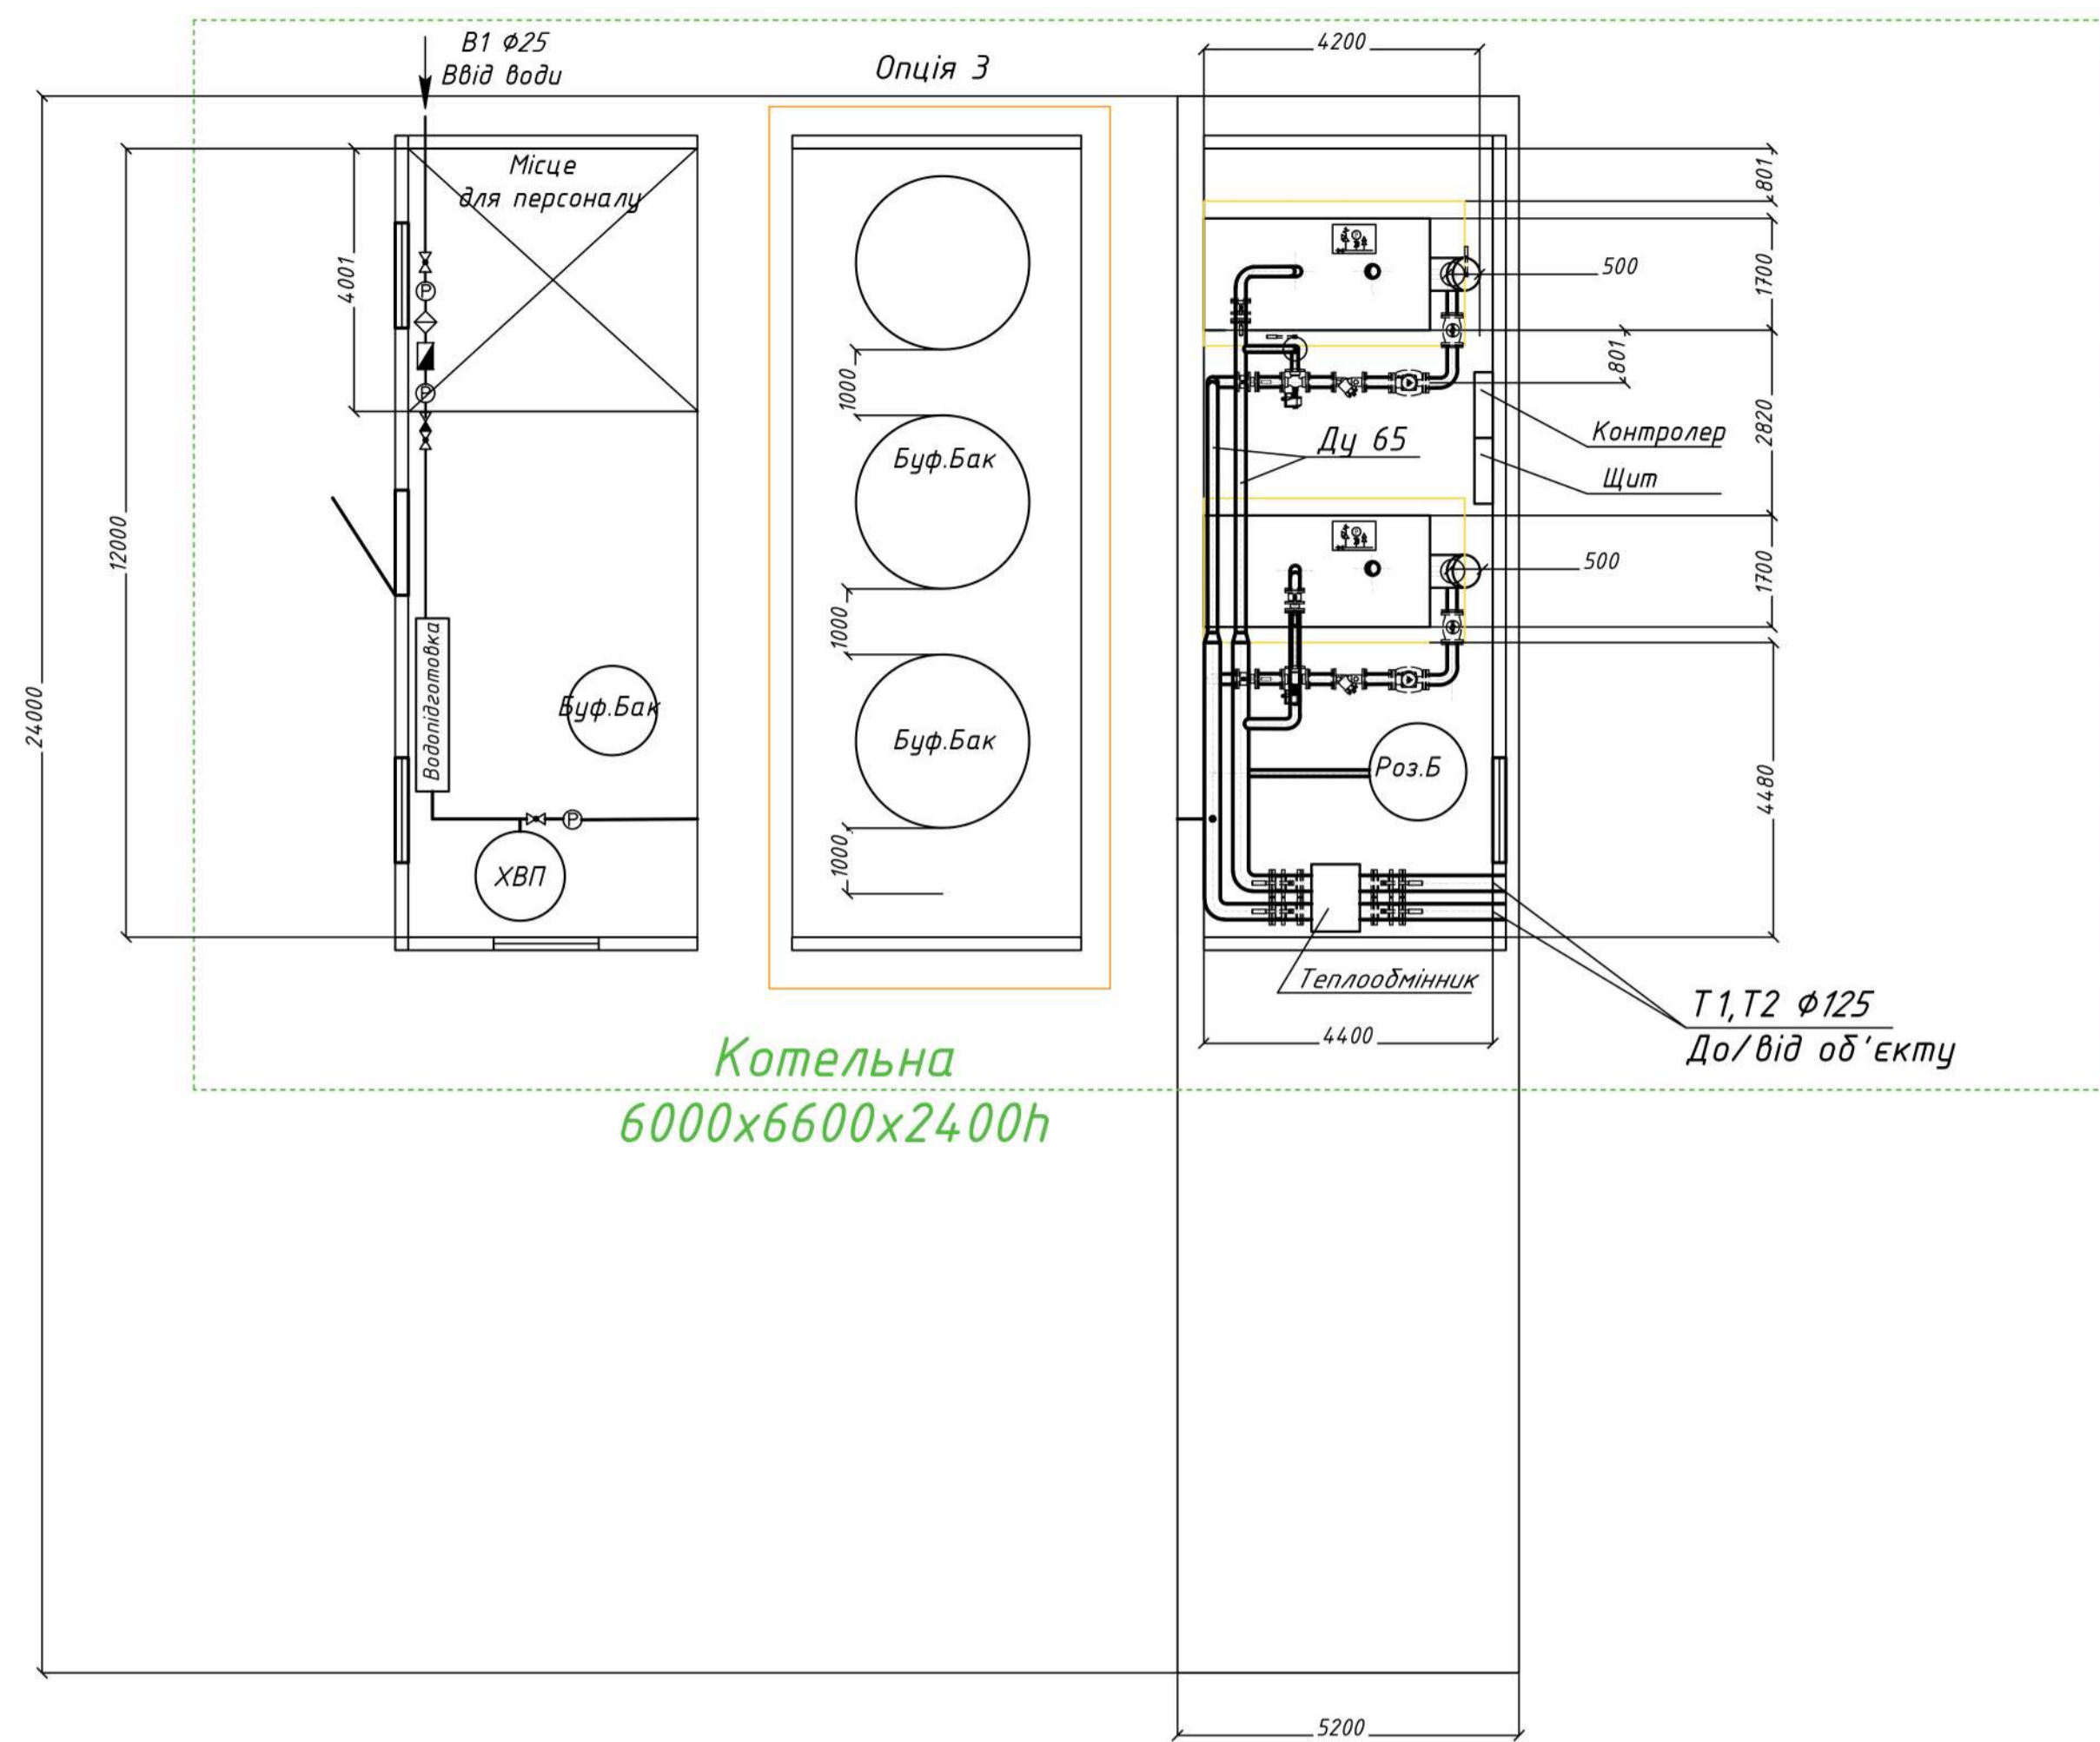 В1 ⌀25
Ввід води
Опція 3
4200
Місце
для персоналу
801
1700
500
4001
801
1000
2820
Ду 65
Контролер
Буф.Бак
Щит
12000
500
1700
1000
24000
Водопідготовка
Буф.Бак
Буф.Бак
Роз.Б
4480
1000
ХВП
Теплообмінник
Т1,Т2 ⌀125
До/від об'єкту
4400
Котельна
6000х6600х2400h
5200
Р
Р
Р